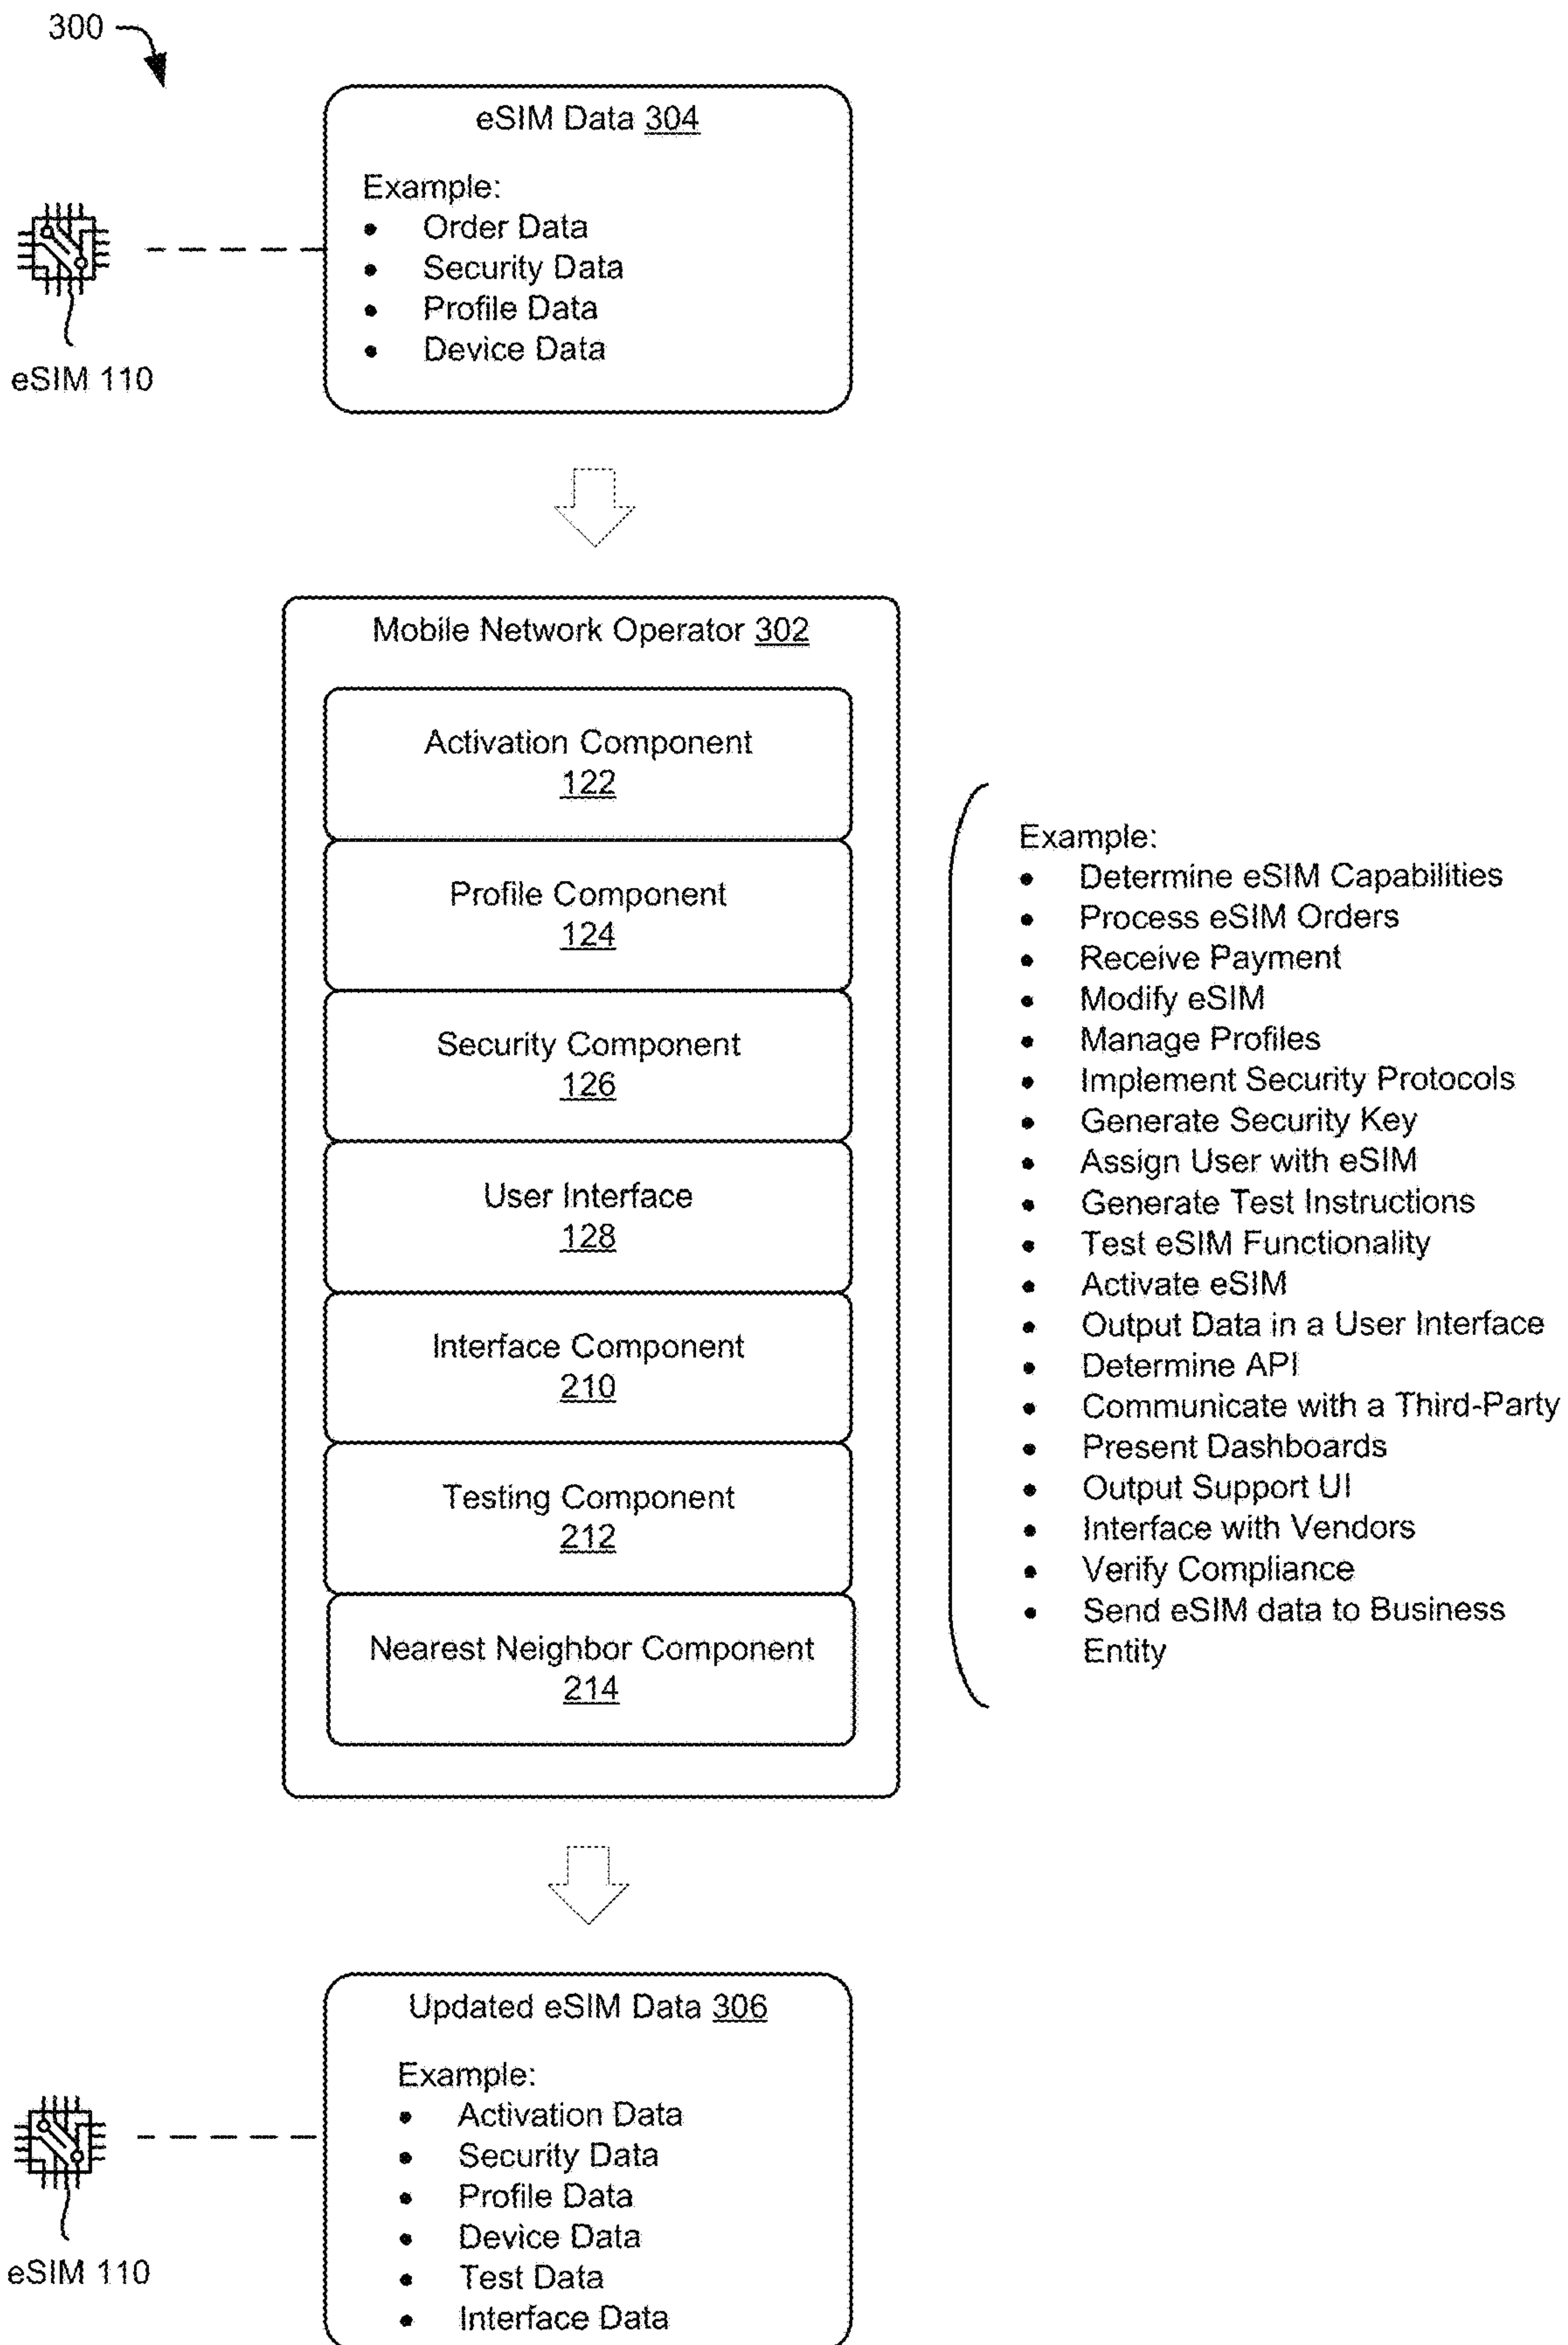 300
eSIM Data 304
Example:
• Order Data
• Security Data
• Profile Data
• Device Data
eSIM 110
Mobile Network Operator 302
Activation Component
122
Profile Component
124
Security Component
126
User Interface
128
Interface Component
210
Testing Component
212
Nearest Neighbor Component
214
Example:
• Determine eSIM Capabilities
• Process eSIM Orders
• Receive Payment
• Modify eSIM
• Manage Profiles
• Implement Security Protocols
• Generate Security Key
• Assign User with eSIM
• Generate Test Instructions
• Test eSIM Functionality
• Activate eSIM
• Output Data in a User Interface
• Determine API
• Communicate with a Third-Party
• Present Dashboards
• Output Support UI
• Interface with Vendors
• Verify Compliance
• Send eSIM data to Business
Entity
Updated eSIM Data 306
Example:
• Activation Data
• Security Data
• Profile Data
• Device Data
• Test Data
• Interface Data
eSIM 110